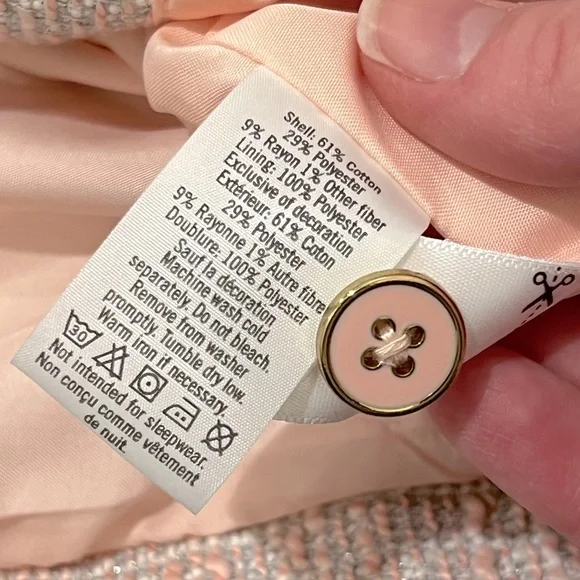 Shell: 61% Cotton
29% Polyester
9% Rayon 1% Other fiber
Lining: 100% Polyester
Exclusive of decoration
Extérieur: 61% Coton
29% Polyester
9% Rayonne 1% Autre fibre
Doublure: 100% Polyester
Sauf la décoration
Machine wash cold
separately. Do not bleach.
Remove from washer
promptly. Tumble dry low.
Warm iron if necessary.
30
Not intended for sleepwear.
Non conçu comme vêtement
de nuit.